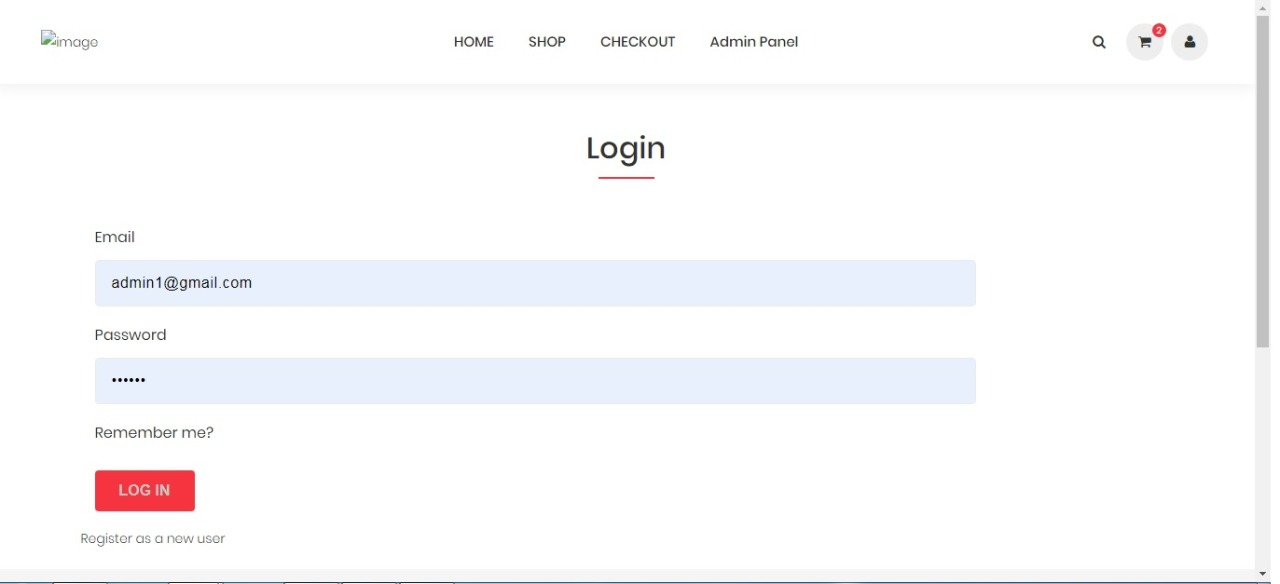 image
HOME SHOP CHECKOUT Admin Panel
2
Login
Email
admin1@gmail.com
Password
••••••
Remember me?
LOG IN
Register as a new user